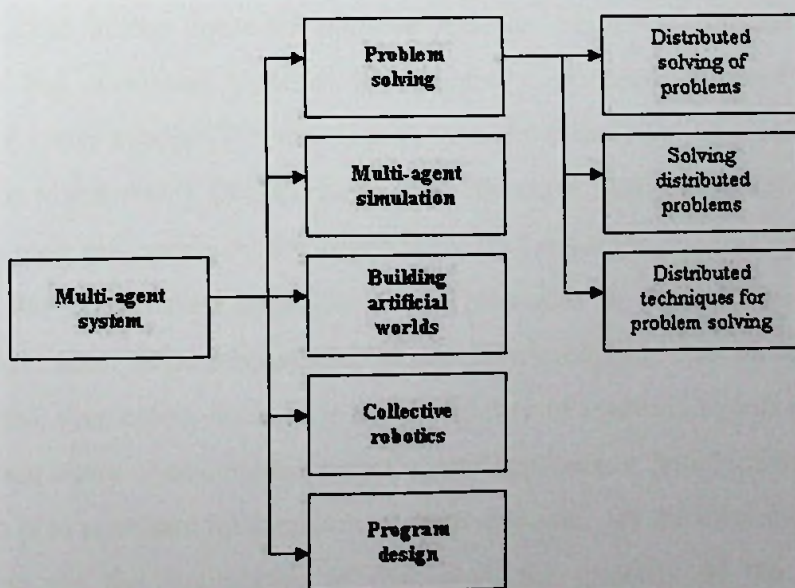 Problem
solving
Distributed
solving of
problems
Multi-agent
simulation
Solving
distributed
problems
Multi-agent
system
Building
artificial
worlds
Distributed
techniques for
problem solving
Collective
robotics
Program
design